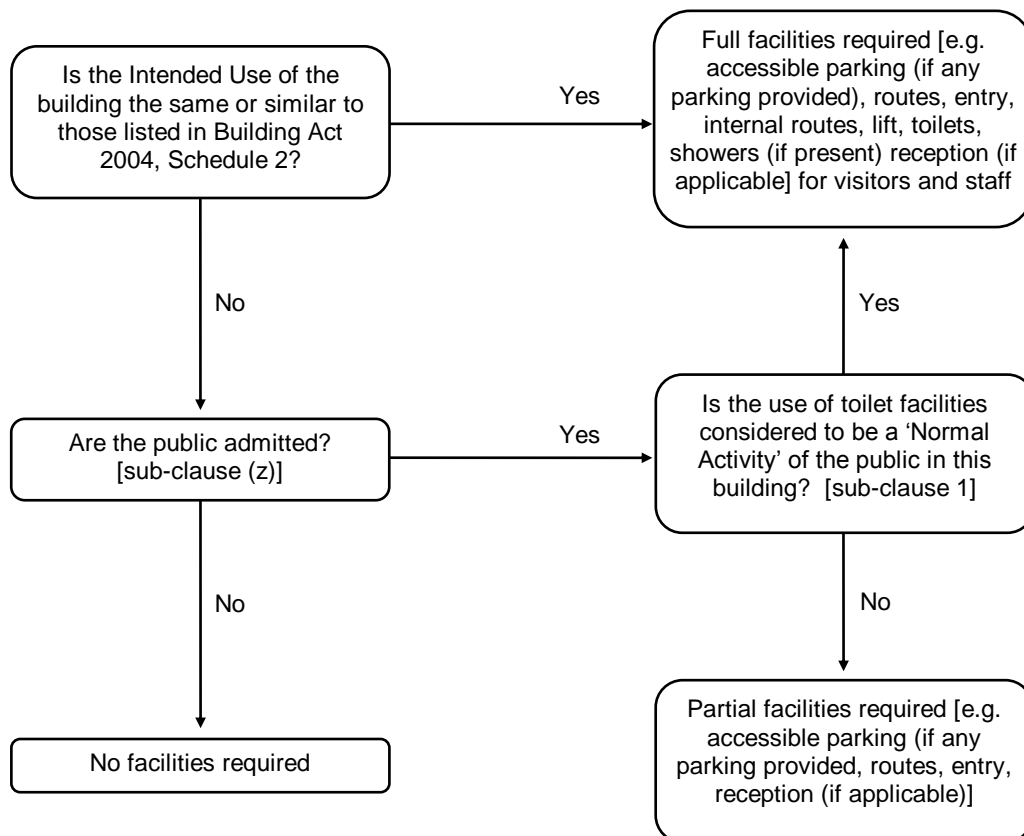 Is the Intended Use of the
building the same or similar to
those listed in Building Act
2004, Schedule 2?
Yes
Full facilities required [e.g.
accessible parking (if any
parking provided), routes, entry,
internal routes, lift, toilets,
showers (if present) reception (if
applicable] for visitors and staff
No
Yes
Are the public admitted?
[sub-clause (z)]
Yes
Is the use of toilet facilities
considered to be a ‘Normal
Activity’ of the public in this
building?  [sub-clause 1]
No
No
No facilities required
Partial facilities required [e.g.
accessible parking (if any
parking provided, routes, entry,
reception (if applicable)]